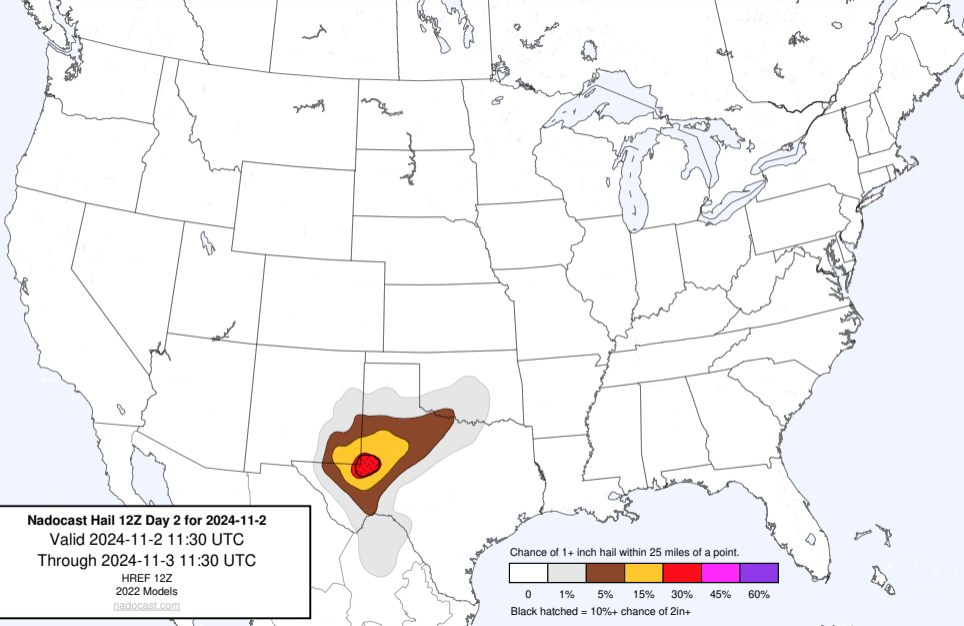 Nadocast Hail 12Z Day 2 for 2024-11-2
Valid 2024-11-2 11:30 UTC
Through 2024-11-3 11:30 UTC
HREF 12Z
2022 Models
nadocast.com
Chance of 1+ inch hail within 25 miles of a point.
0 1% 5% 15% 30% 45% 60%
Black hatched = 10%+ chance of 2in+